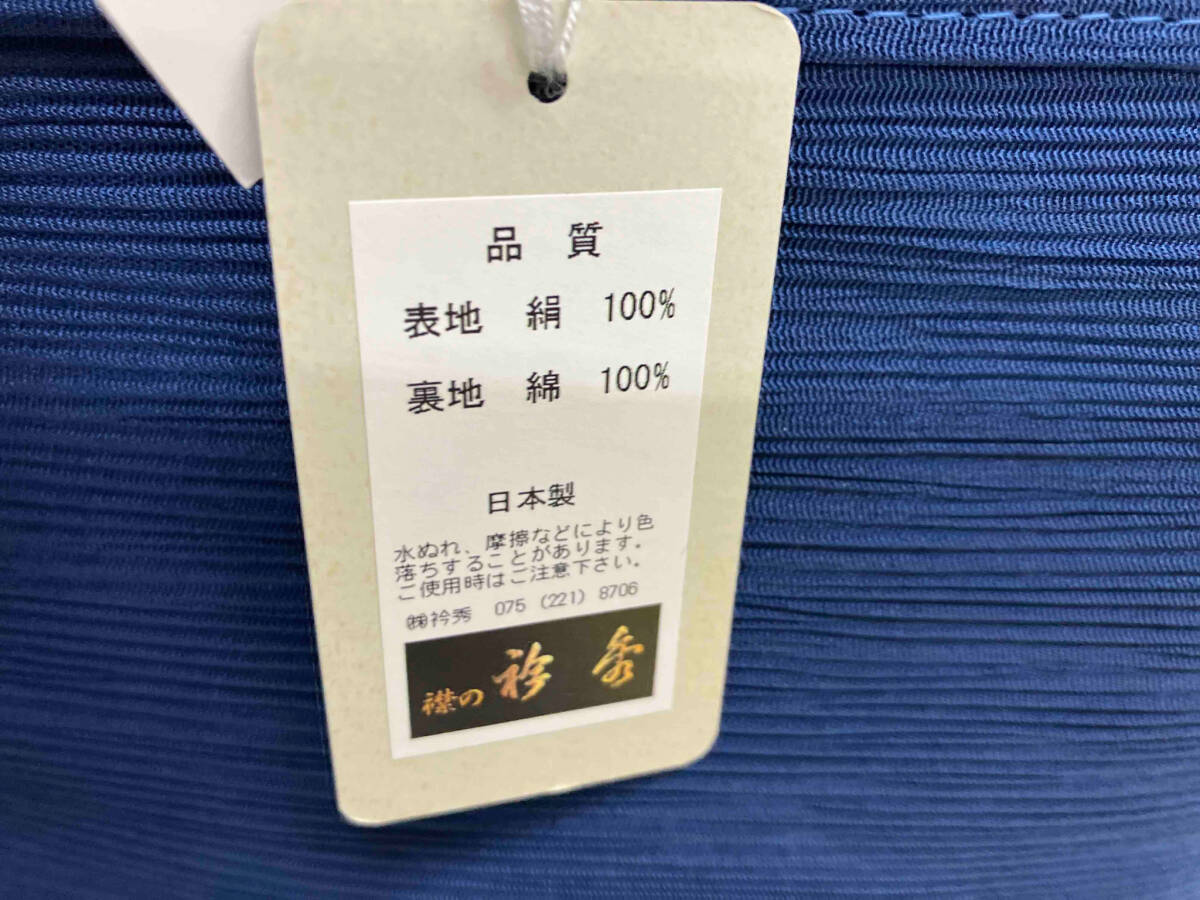 品 質
表地 絹 100%
裏地 綿 100%
日本製
水ぬれ、摩擦などにより色
落ちすることがあります。
ご使用時はご注意下さい。
㈱衿秀 075 (221) 8706
襟の 衿秀